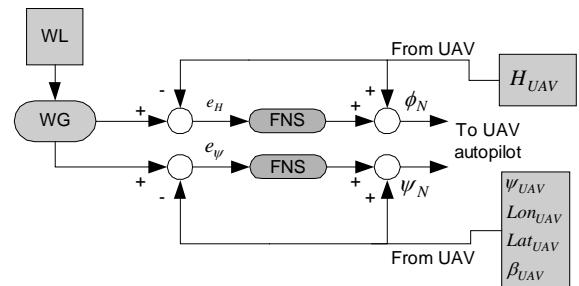 WL
From UAV
H_UAV
-
+
e_H
+
+
ϕ_N
WG
FNS
To UAV
autopilot
+
e_ψ
+
ψ_N
FNS
-
+
ψ_UAV
Lon_UAV
Lat_UAV
β_UAV
From UAV